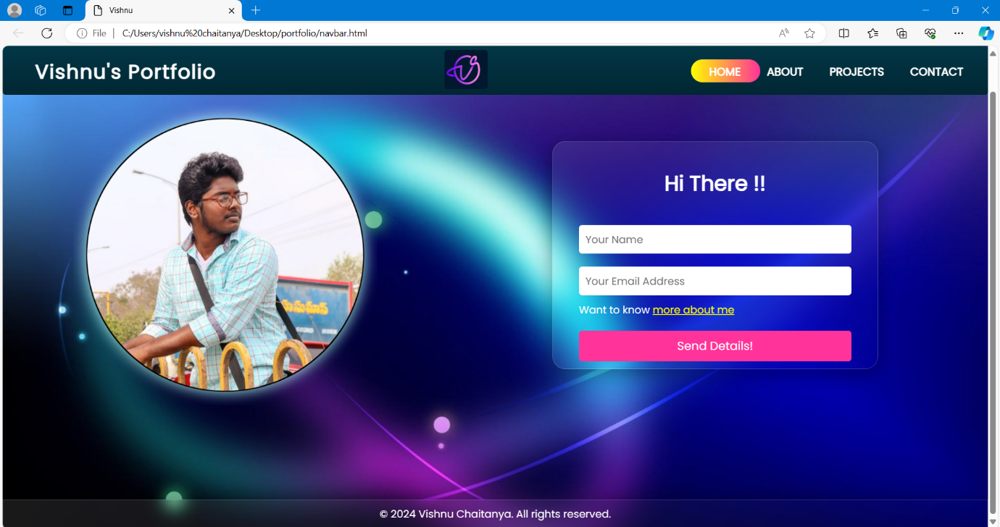 Vishnu
File
C:/Users/vishnu%20chaitanya/Desktop/portfolio/navbar.html
Vishnu's Portfolio
HOME ABOUT PROJECTS CONTACT
Hi There !!
Your Name
Your Email Address
Want to know more about me
Send Details!
© 2024 Vishnu Chaitanya. All rights reserved.